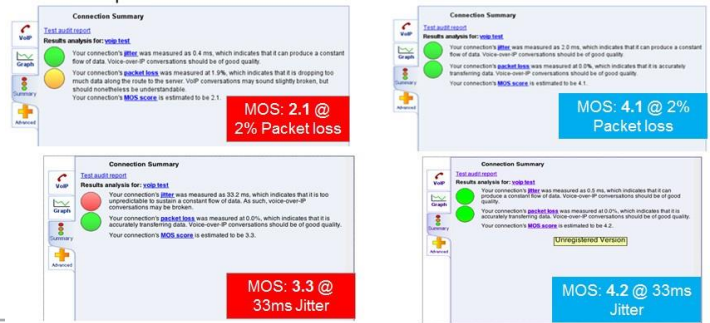 Connection Summary
VoIP
Graph
Summary
Advanced
Test audit report
Results analysis for: voip test
Your connection's jitter was measured as 0.4 ms, which indicates that it can produce a constant
flow of data. Voice-over-IP conversations should be of good quality.
Your connection's packet loss was measured at 1.9%, which indicates that it is dropping too
much data along the route to the server. VoIP conversations may sound slightly broken, but
should nonetheless be understandable.
Your connection's MOS score is estimated to be 2.1.
MOS: 2.1 @
2% Packet loss
Connection Summary
VoIP
Graph
Summary
Advanced
Test audit report
Results analysis for: voip test
Your connection's jitter was measured as 2.0 ms, which indicates that it can produce a constant
flow of data. Voice-over-IP conversations should be of good quality.
Your connection's packet loss was measured at 0.0%, which indicates that it is accurately
transferring data. Voice-over-IP conversations should be of good quality.
Your connection's MOS score is estimated to be 4.1.
MOS: 4.1 @ 2%
Packet loss
Connection Summary
VoIP
Graph
Summary
Advanced
Test audit report
Results analysis for: voip test
Your connection's jitter was measured as 33.2 ms, which indicates that it is too
unpredictable to sustain a constant flow of data. As such, voice-over-IP
conversations may be broken.
Your connection's packet loss was measured at 0.0%, which indicates that it is
accurately transferring data. Voice-over-IP conversations should be of good quality.
Your connection's MOS score is estimated to be 3.3.
MOS: 3.3 @
33ms Jitter
Connection Summary
VoIP
Graph
Summary
Advanced
Test audit report
Results analysis for: voip test
Your connection's jitter was measured as 0.5 ms, which indicates that it can
produce a constant flow of data. Voice-over-IP conversations should be of good
quality.
Your connection's packet loss was measured at 0.0%, which indicates that it is
accurately transferring data. Voice-over-IP conversations should be of good quality.
Your connection's MOS score is estimated to be 4.2.
Unregistered Version
MOS: 4.2 @ 33ms
Jitter